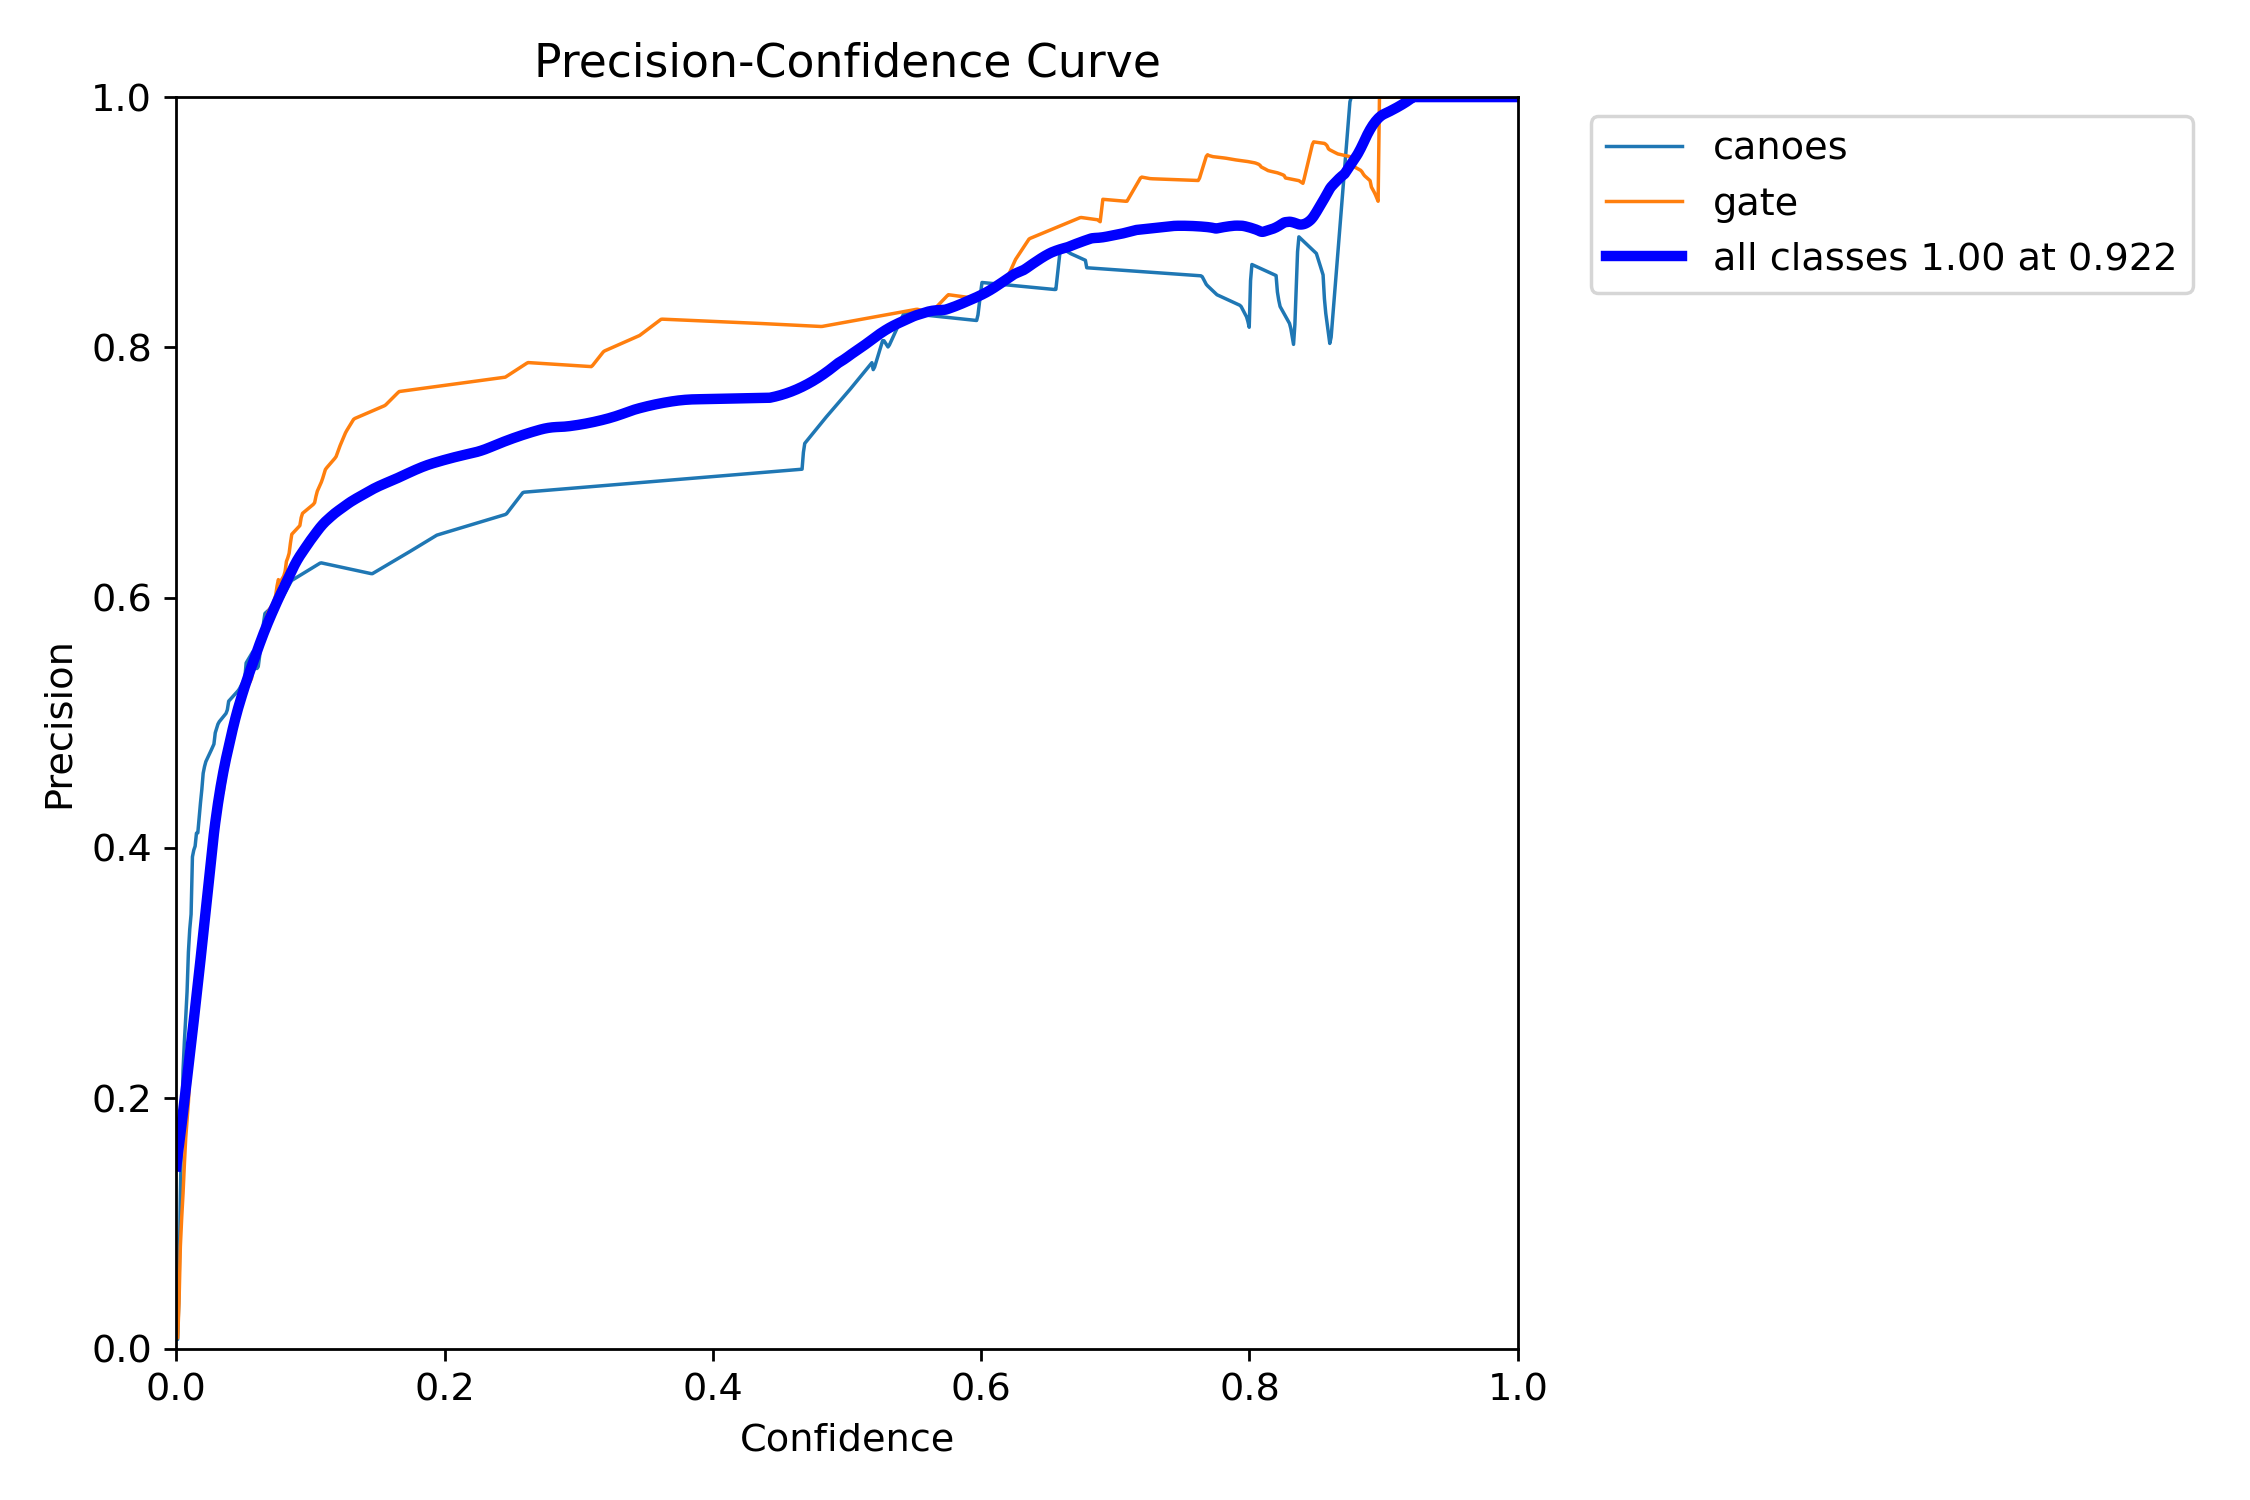 Precision-Confidence Curve
1.0
0.8
0.6
0.4
0.2
0.0
Precision
0.0 0.2 0.4 0.6 0.8 1.0
Confidence
canoes
gate
all classes 1.00 at 0.922